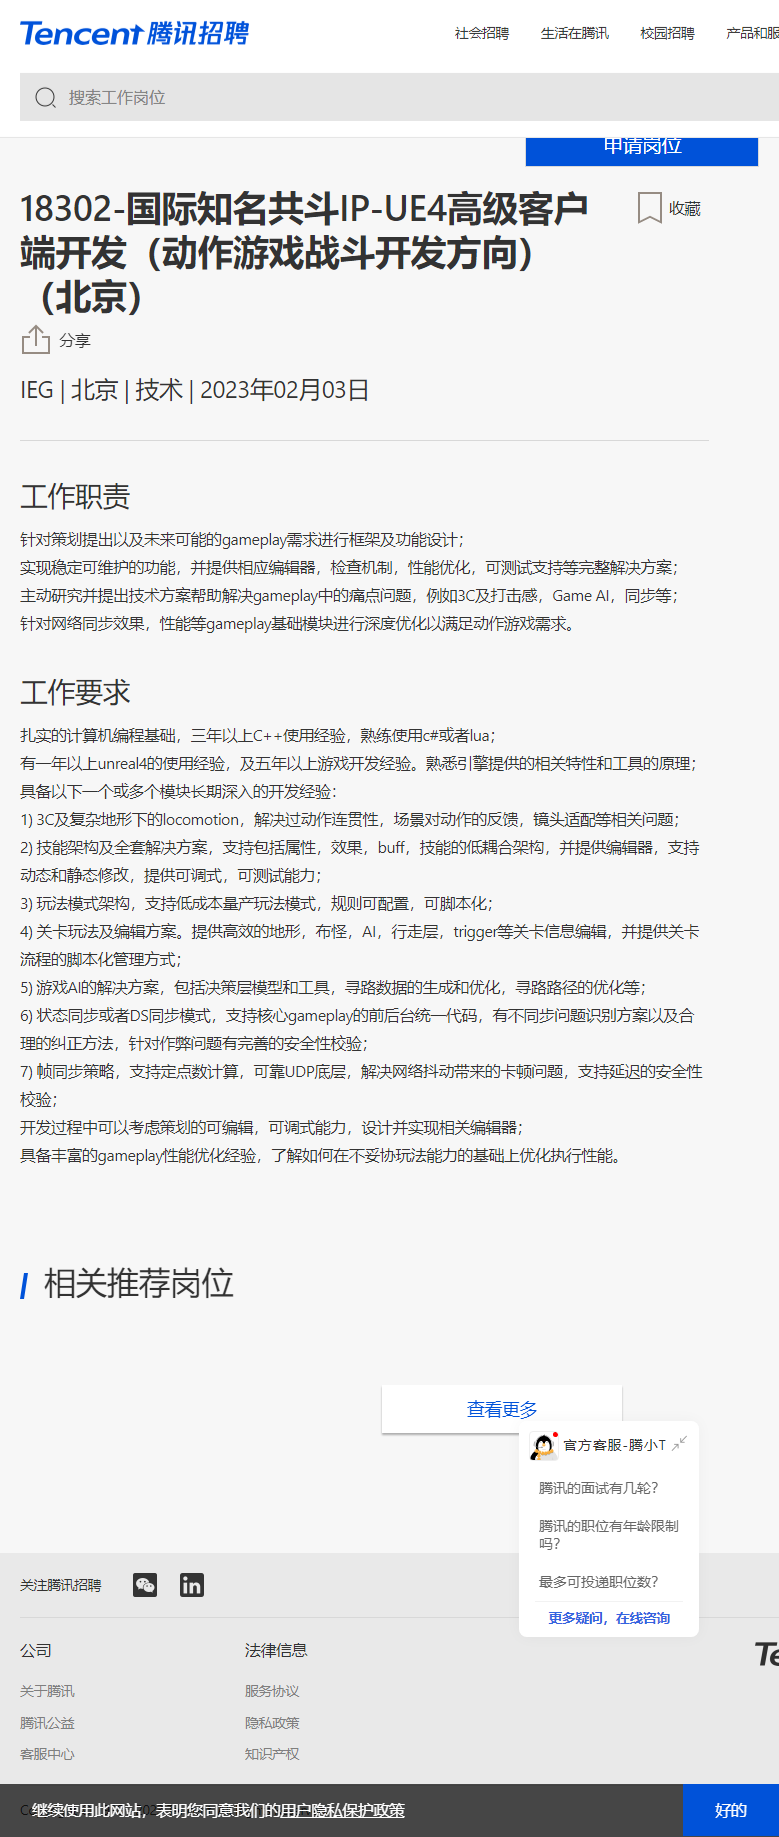 Tencent 腾讯招聘
社会招聘 生活在腾讯 校园招聘 产品和服
搜索工作岗位
申请岗位
18302-国际知名共斗IP-UE4高级客户
端开发（动作游戏战斗开发方向）
（北京）
收藏
分享
IEG | 北京 | 技术 | 2023年02月03日
工作职责
针对策划提出以及未来可能的gameplay需求进行框架及功能设计；
实现稳定可维护的功能，并提供相应编辑器，检查机制，性能优化，可测试支持等完整解决方案；
主动研究并提出技术方案帮助解决gameplay中的痛点问题，例如3C及打击感，Game AI，同步等；
针对网络同步效果，性能等gameplay基础模块进行深度优化以满足动作游戏需求。
工作要求
扎实的计算机编程基础，三年以上C++使用经验，熟练使用c#或者lua；
有一年以上unreal4的使用经验，及五年以上游戏开发经验。熟悉引擎提供的相关特性和工具的原理；
具备以下一个或多个模块长期深入的开发经验：
1) 3C及复杂地形下的locomotion，解决过动作连贯性，场景对动作的反馈，镜头适配等相关问题；
2) 技能架构及全套解决方案，支持包括属性，效果，buff，技能的低耦合架构，并提供编辑器，支持
动态和静态修改，提供可调式，可测试能力；
3) 玩法模式架构，支持低成本量产玩法模式，规则可配置，可脚本化；
4) 关卡玩法及编辑方案。提供高效的地形，布怪，AI，行走层，trigger等关卡信息编辑，并提供关卡
流程的脚本化管理方式；
5) 游戏AI的解决方案，包括决策层模型和工具，寻路数据的生成和优化，寻路路径的优化等；
6) 状态同步或者DS同步模式，支持核心gameplay的前后台统一代码，有不同步问题识别方案以及合
理的纠正方法，针对作弊问题有完善的安全性校验；
7) 帧同步策略，支持定点数计算，可靠UDP底层，解决网络抖动带来的卡顿问题，支持延迟的安全性
校验；
开发过程中可以考虑策划的可编辑，可调式能力，设计并实现相关编辑器；
具备丰富的gameplay性能优化经验，了解如何在不妥协玩法能力的基础上优化执行性能。
相关推荐岗位
查看更多
官方客服-腾小T
腾讯的面试有几轮？
腾讯的职位有年龄限制
吗？
最多可投递职位数？
更多疑问，在线咨询
关注腾讯招聘
公司 法律信息
Te
关于腾讯 服务协议
腾讯公益 隐私政策
客服中心 知识产权
继续使用此网站，表明您同意我们的用户隐私保护政策
好的